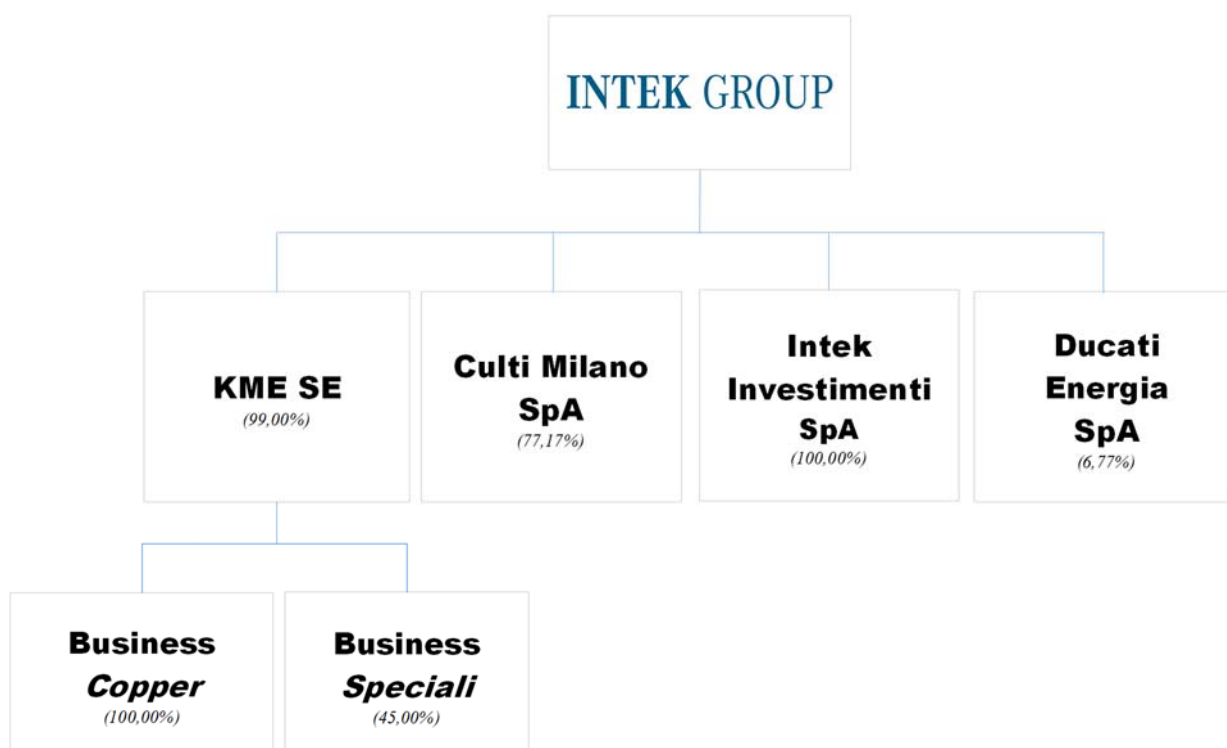 INTEK GROUP
KME SE
(99,00%)
Culti Milano
SpA
(77,17%)
Intek
Investimenti
SpA
(100,00%)
Ducati
Energia
SpA
(6,77%)
Business
Copper
(100,00%)
Business
Speciali
(45,00%)